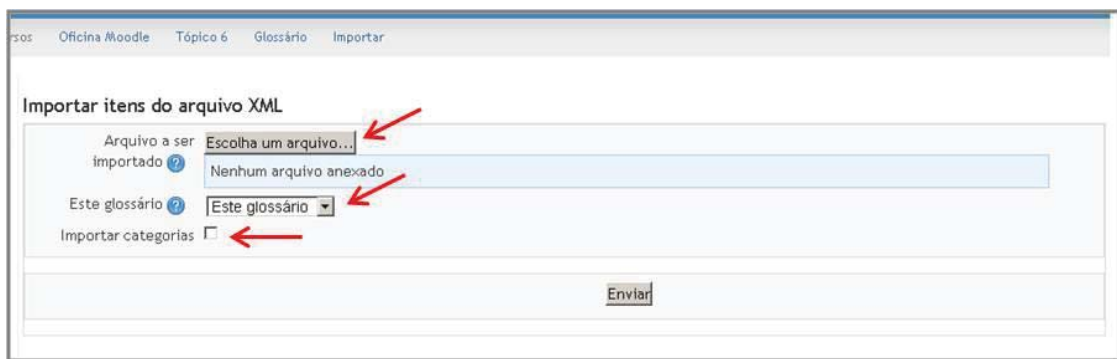 rsos Oficina Moodle Tópico 6 Glossário Importar
Importar itens do arquivo XML
Arquivo a ser importado Escolha um arquivo...
Nenhum arquivo anexado
Este glossário Este glossário
Importar categorias
Enviar